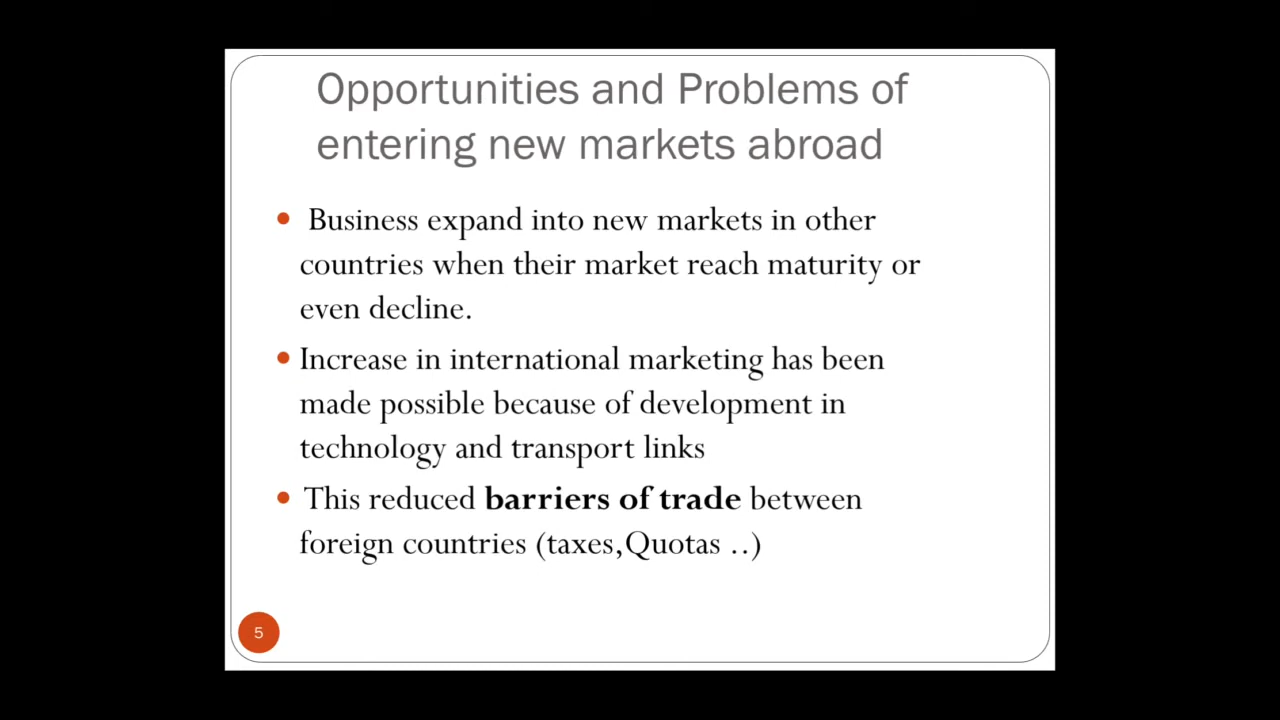 Opportunities and Problems of
entering new markets abroad
Business expand into new markets in other
countries when their market reach maturity or
even decline.
Increase in international marketing has been
made possible because of development in
technology and transport links
This reduced barriers of trade between
foreign countries (taxes,Quotas ..)
5